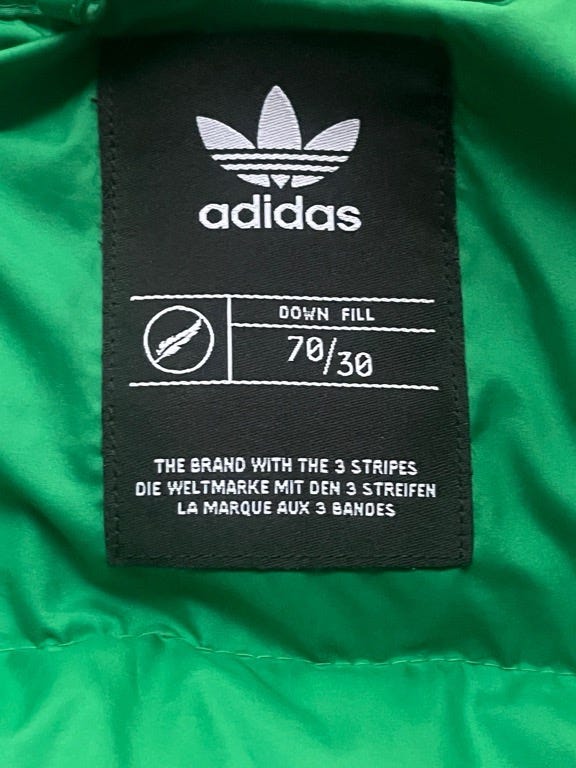 adidas
DOWN FILL
70/30
THE BRAND WITH THE 3 STRIPES
DIE WELTMARKE MIT DEN 3 STREIFEN
LA MARQUE AUX 3 BANDES